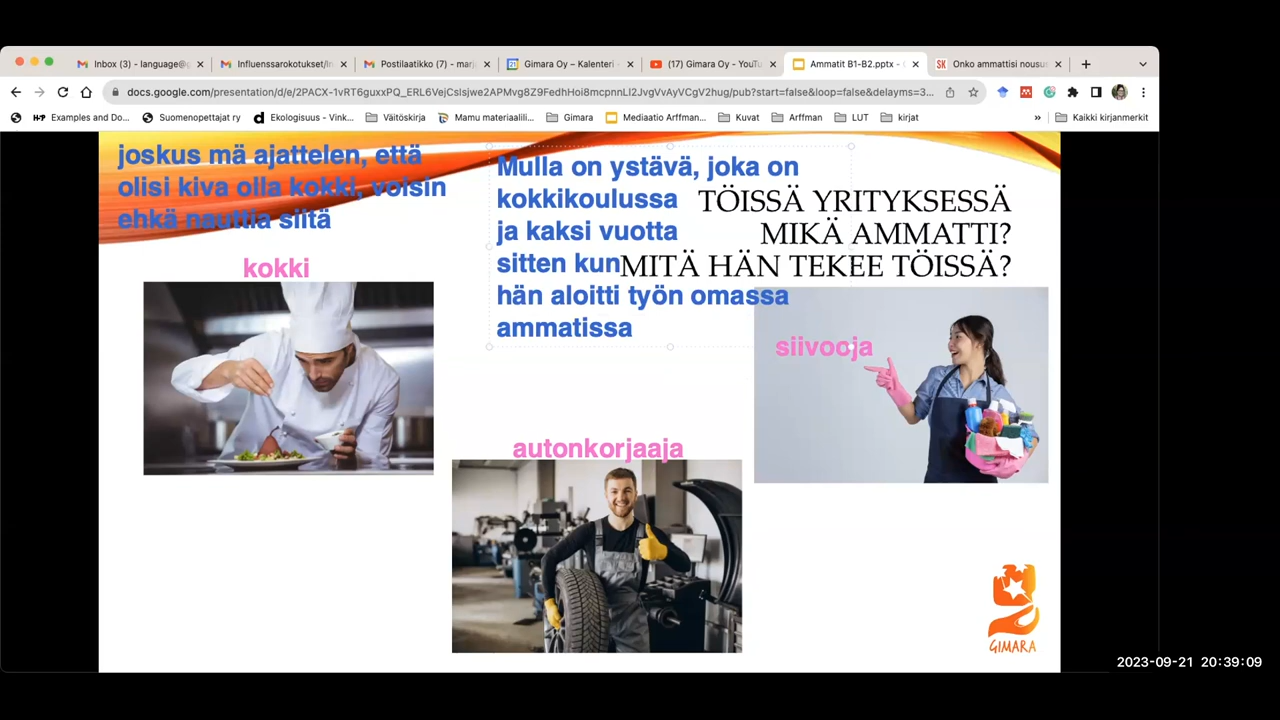 Inbox (3) - language@g
Influenssarokotukset/In
Postilaatikko (7) - marj
Gimara Oy – Kalenteri -
(17) Gimara Oy - YouTu
Ammatit B1-B2.pptx -
Onko ammattisi nousus
docs.google.com/presentation/d/e/2PACX-1vRT6guxxPQ_ERL6VejCslsjwe2APMvg8Z9FedhHoi8mcpnnLI2JvgVvAyVCgV2hug/pub?start=false&loop=false&delayms=3...
Examples and Do...
Suomenopettajat ry
Ekologisuus - Vink...
Väitöskirja
Mamu materiaalili...
Gimara
Mediaatio Arffman...
Kuvat
Arffman
LUT
kirjat
»
Kaikki kirjanmerkit
joskus mä ajattelen, että
olisi kiva olla kokki, voisin
ehkä nauttia siitä
Mulla on ystävä, joka on
kokkikoulussa
ja kaksi vuotta
sitten kun
hän aloitti työn omassa
ammatissa
TÖISSÄ YRITYKSESSÄ
MIKÄ AMMATTI?
MITÄ HÄN TEKEE TÖISSÄ?
kokki
siivooja
autonkorjaaja
GIMARA
2023-09-21 20:39:09